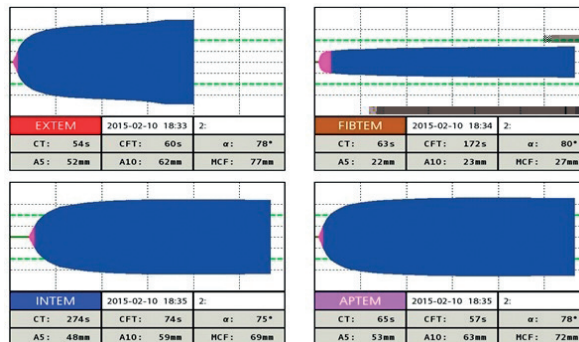 EXTEM 2015-02-10 18:33 2:
CT: 54s CFT: 60s α: 78°
A5: 52mm A10: 62mm MCF: 77mm
FIBTEM 2015-02-10 18:34 2:
CT: 63s CFT: 172s α: 80°
A5: 22mm A10: 23mm MCF: 27mm
INTEM 2015-02-10 18:35 2:
CT: 274s CFT: 74s α: 75°
A5: 48mm A10: 59mm MCF: 69mm
APTEM 2015-02-10 18:35 2:
CT: 65s CFT: 57s α: 78°
A5: 53mm A10: 63mm MCF: 72mm